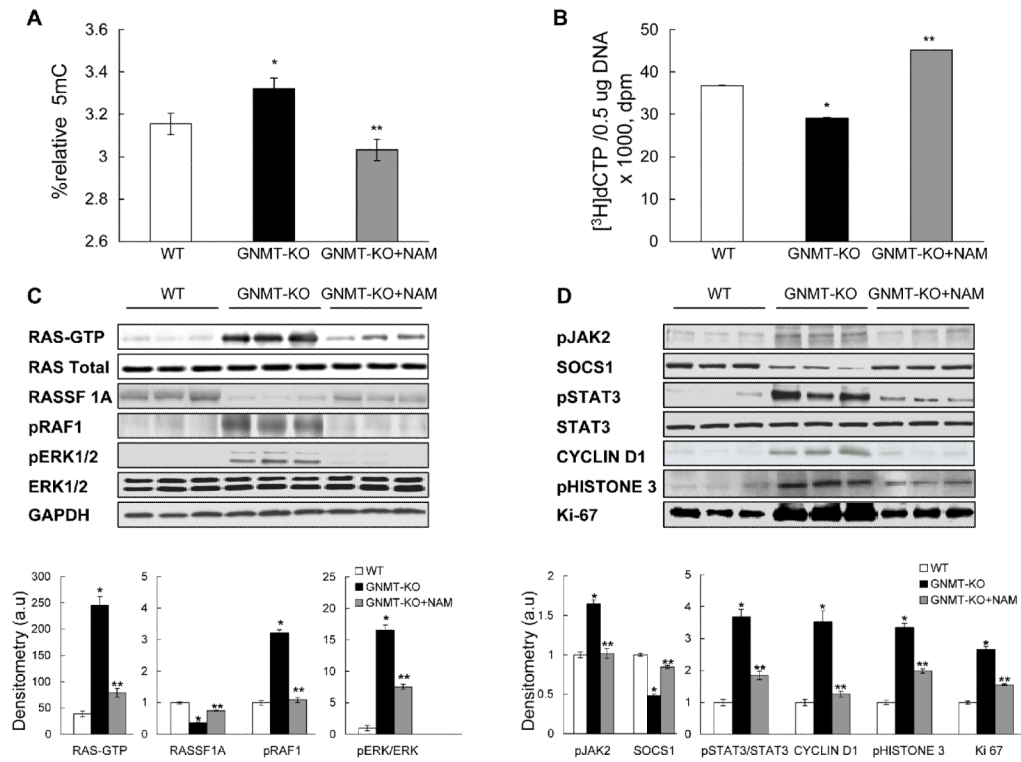 A
%relative 5mC
3.6
3.4
3.2
3
2.8
2.6
*
**
WT
GNMT-KO
GNMT-KO+NAM
B
[³H]dCTP /0.5 ug DNA
x 1000, dpm
50
40
30
20
10
0
*
**
WT
GNMT-KO
GNMT-KO+NAM
C
WT
GNMT-KO
GNMT-KO+NAM
RAS-GTP
RAS Total
RASSF 1A
pRAF1
pERK1/2
ERK1/2
GAPDH
Densitometry (a.u)
300
250
200
150
100
50
0
*
**
RAS-GTP
5
4
3
2
1
0
*
**
*
**
RASSF1A
pRAF1
25
20
15
10
5
0
WT
GNMT-KO
GNMT-KO+NAM
*
**
pERK/ERK
D
WT
GNMT-KO
GNMT-KO+NAM
pJAK2
SOCS1
pSTAT3
STAT3
CYCLIN D1
pHISTONE 3
Ki-67
Densitometry (a.u)
2
1.5
1
0.5
0
*
**
*
**
pJAK2
SOCS1
5
4
3
2
1
0
WT
GNMT-KO
GNMT-KO+NAM
*
**
*
**
*
**
*
**
pSTAT3/STAT3
CYCLIN D1
pHISTONE 3
Ki 67